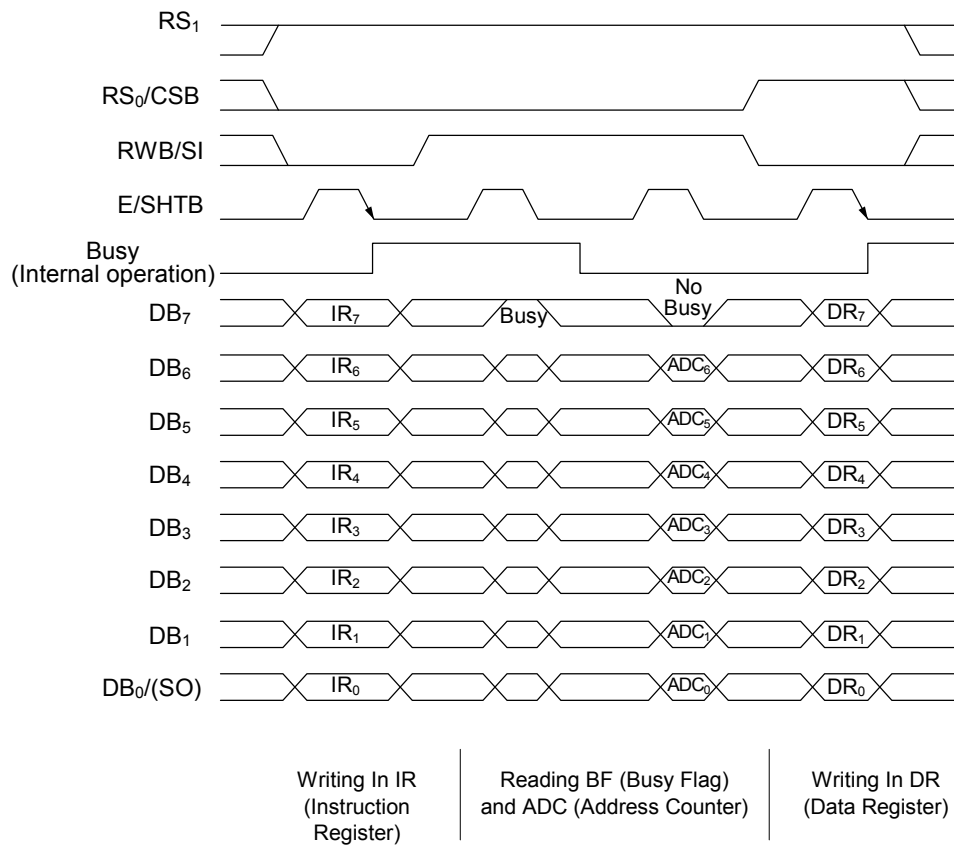 RS₁
RS₀/CSB
RWB/SI
E/SHTB
Busy
(Internal operation)
No
DB₇ IR₇ Busy Busy DR₇
DB₆ IR₆ ADC₆ DR₆
DB₅ IR₅ ADC₅ DR₅
DB₄ IR₄ ADC₄ DR₄
DB₃ IR₃ ADC₃ DR₃
DB₂ IR₂ ADC₂ DR₂
DB₁ IR₁ ADC₁ DR₁
DB₀/(SO) IR₀ ADC₀ DR₀
Writing In IR
(Instruction
Register)
Reading BF (Busy Flag)
and ADC (Address Counter)
Writing In DR
(Data Register)